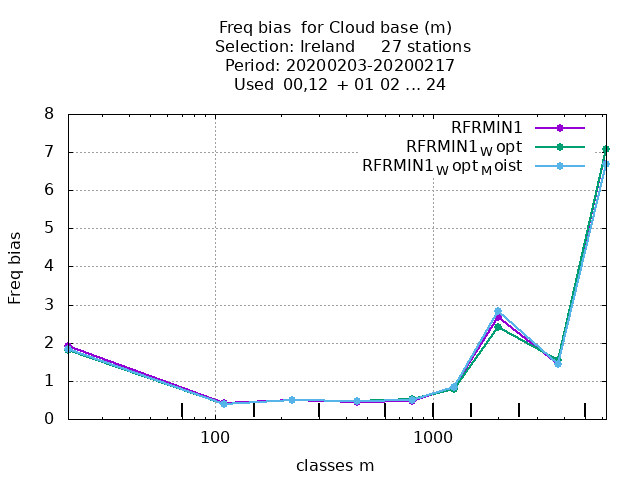 Freq bias for Cloud base (m)
Selection: Ireland 27 stations
Period: 20200203-20200217
Used 00,12 + 01 02 ... 24
RFRMIN1
RFRMIN1_W opt
RFRMIN1_W opt_M oist
8
7
6
5
4
3
2
1
0
Freq bias
100 1000
classes m